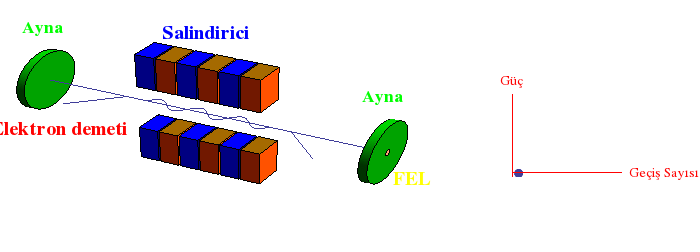 Ayna
Salindirici
Elektron demeti
Ayna
FEL
Güç
Geçiş Sayısı